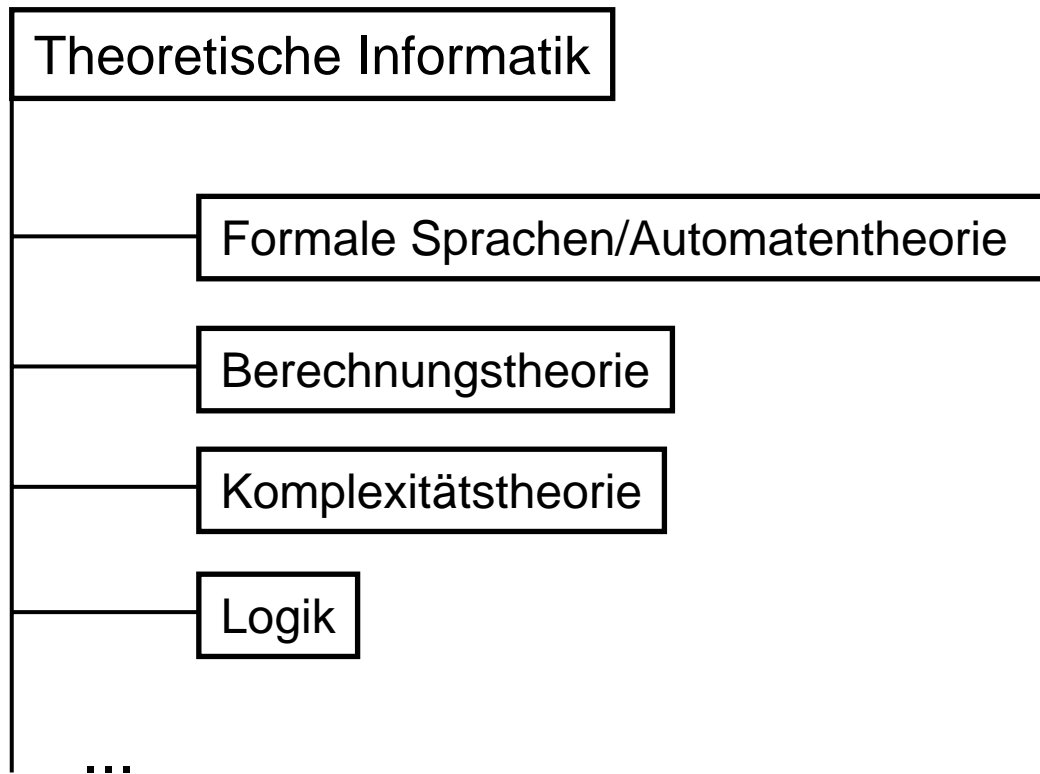 Theoretische Informatik
Formale Sprachen/Automatentheorie
Berechnungstheorie
Komplexitätstheorie
Logik
...